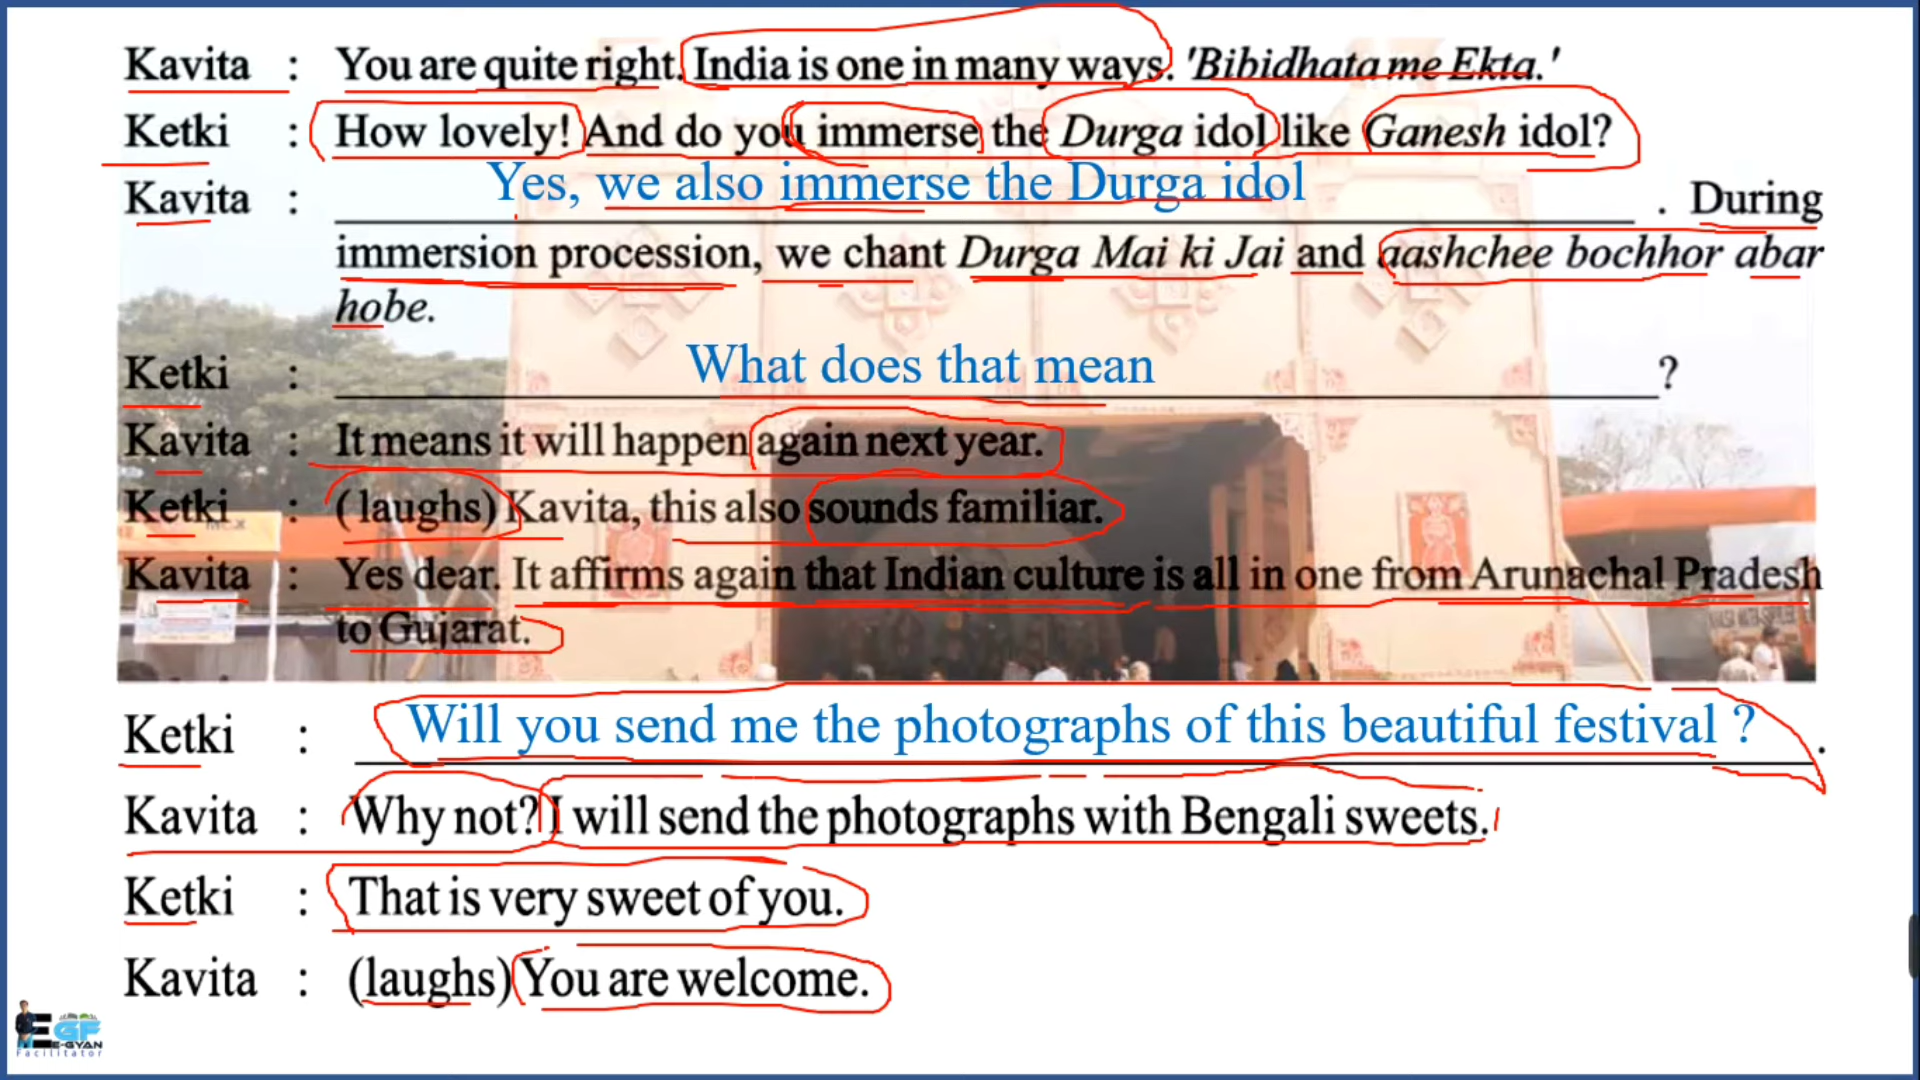 Kavita : You are quite right. India is one in many ways. 'Bibidhata me Ekta.'
Ketki : How lovely! And do you immerse the Durga idol like Ganesh idol?
Kavita : Yes, we also immerse the Durga idol . During
immersion procession, we chant Durga Mai ki Jai and aashchee bochhor abar
hobe.
Ketki : What does that mean ?
Kavita : It means it will happen again next year.
Ketki : (laughs) Kavita, this also sounds familiar.
Kavita : Yes dear. It affirms again that Indian culture is all in one from Arunachal Pradesh
to Gujarat.
Ketki : Will you send me the photographs of this beautiful festival ? .
Kavita : Why not? I will send the photographs with Bengali sweets.
Ketki : That is very sweet of you.
Kavita : (laughs) You are welcome.
EGF
E-GYAN
Facilitator